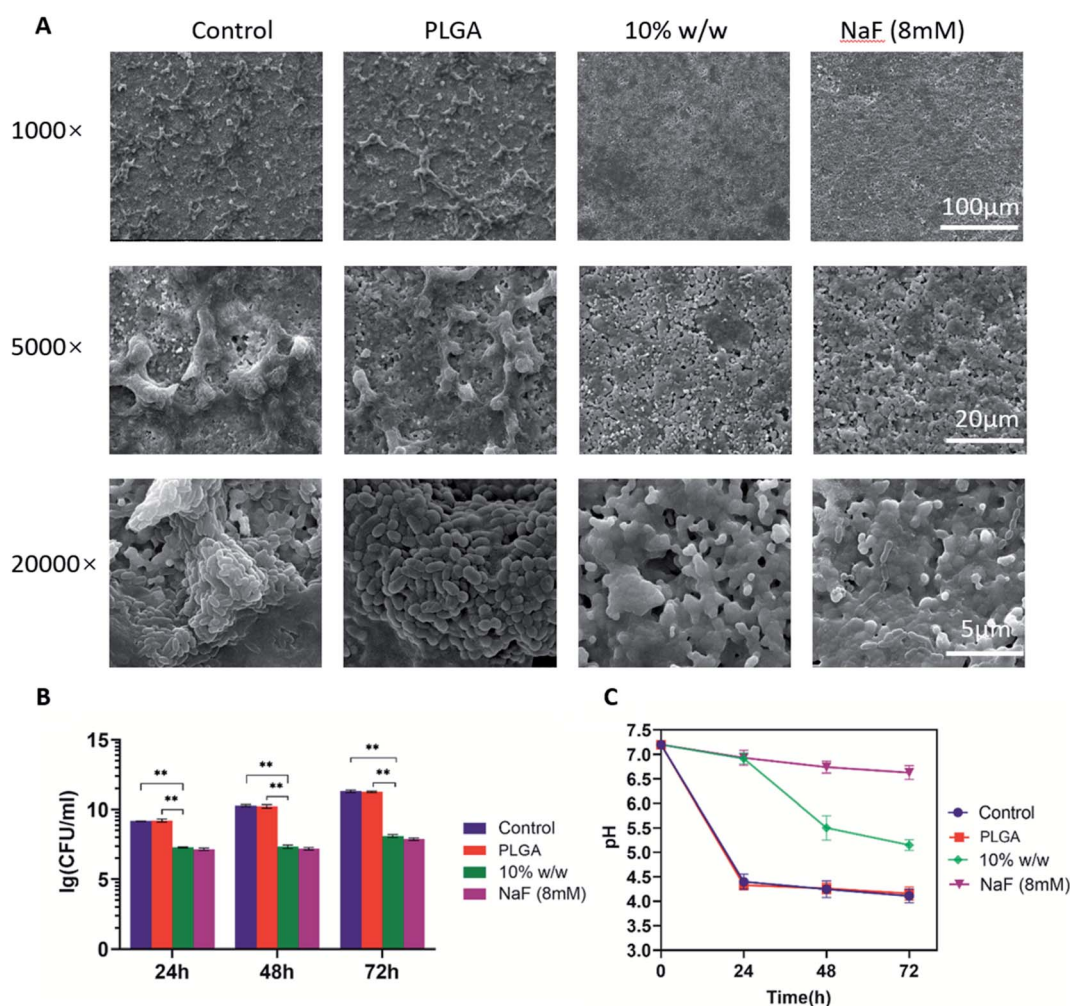 A
Control PLGA 10% w/w NaF (8mM)
1000×
100μm
5000×
20μm
20000×
5μm
B
lg(CFU/ml)
15
10
5
0
** ** **
** ** **
24h 48h 72h
Control
PLGA
10% w/w
NaF (8mM)
C
pH
7.5
7.0
6.5
6.0
5.5
5.0
4.5
4.0
3.5
3.0
0 24 48 72
Time(h)
Control
PLGA
10% w/w
NaF (8mM)